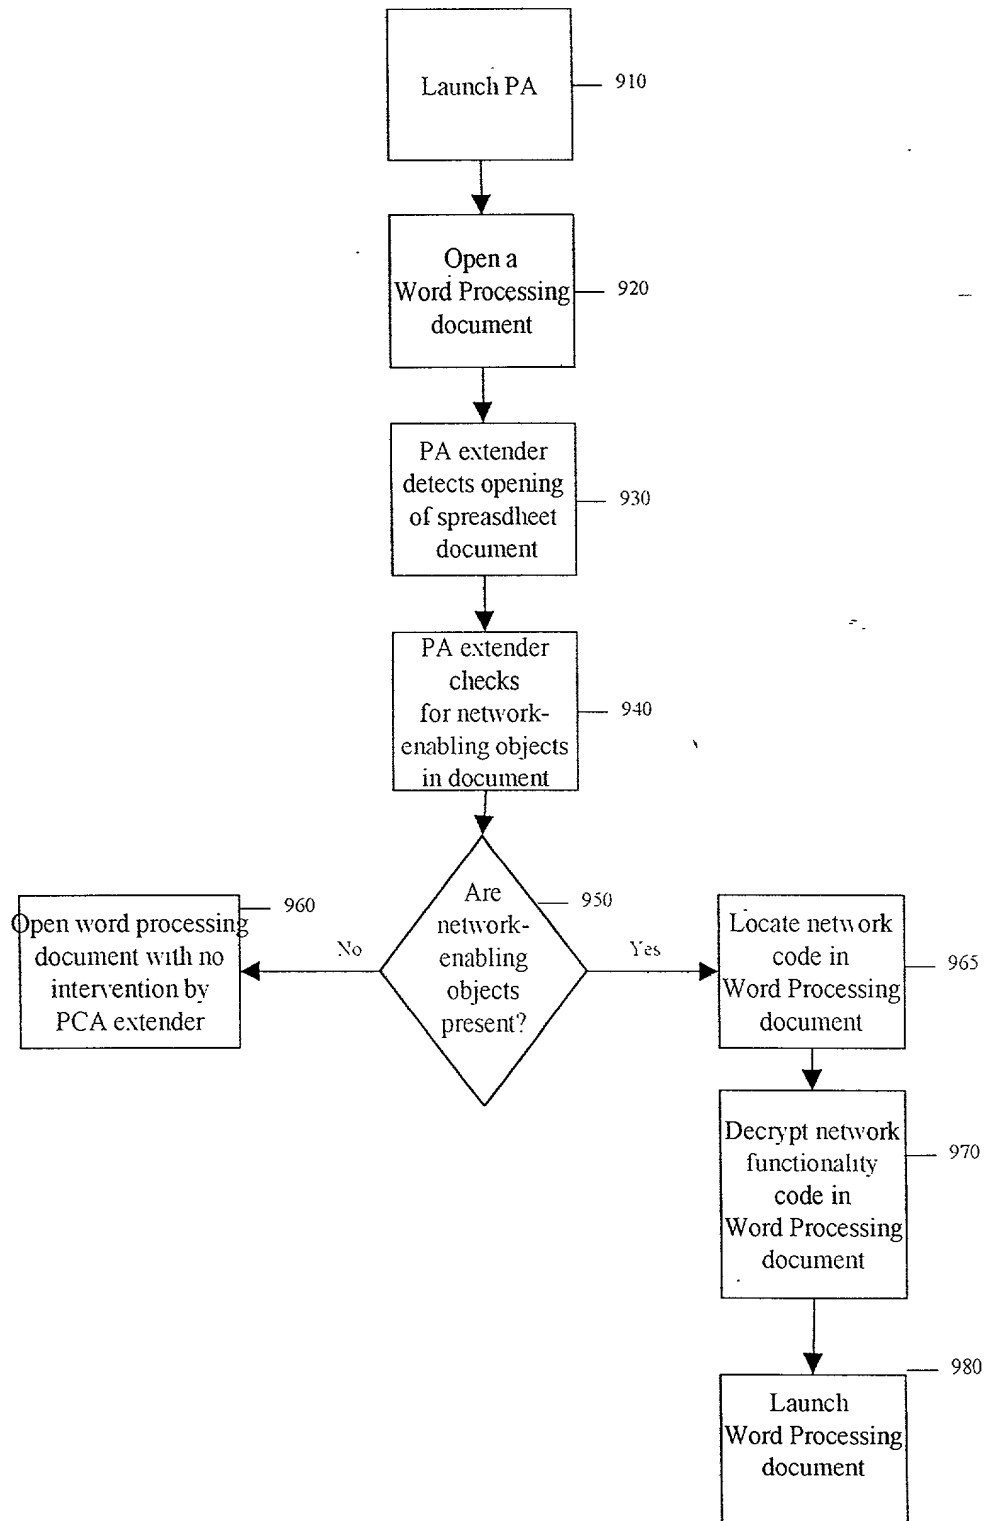 Launch PA
910
Open a
Word Processing
document
920
PA extender
detects opening
of spreasdheet
document
930
PA extender
checks
for network-
enabling objects
in document
940
Are
network-
enabling
objects
present?
950
No
Yes
Open word processing
document with no
intervention by
PCA extender
960
Locate network
code in
Word Processing
document
965
Decrypt network
functionality
code in
Word Processing
document
970
Launch
Word Processing
document
980